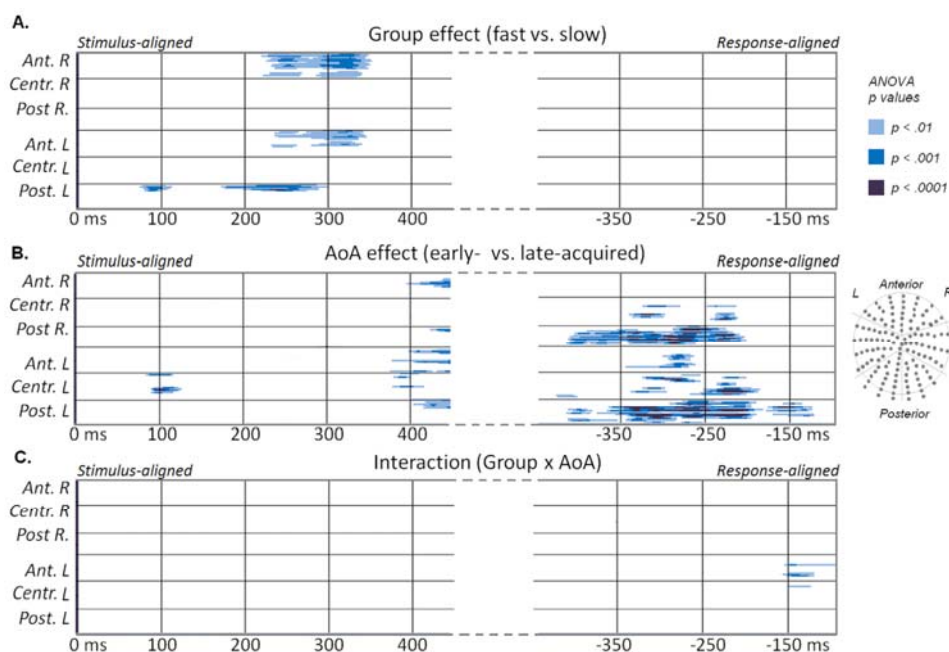 A.
Group effect (fast vs. slow)
Stimulus-aligned
Response-aligned
Ant. R
Centr. R
Post R.
Ant. L
Centr. L
Post. L
0 ms 100 200 300 400 -350 -250 -150 ms
ANOVA
p values
p < .01
p < .001
p < .0001
B.
AoA effect (early- vs. late-acquired)
Stimulus-aligned
Response-aligned
Ant. R
Centr. R
Post R.
Ant. L
Centr. L
Post. L
0 ms 100 200 300 400 -350 -250 -150 ms
L Anterior R
Posterior
C.
Interaction (Group x AoA)
Stimulus-aligned
Response-aligned
Ant. R
Centr. R
Post R.
Ant. L
Centr. L
Post. L
0 ms 100 200 300 400 -350 -250 -150 ms